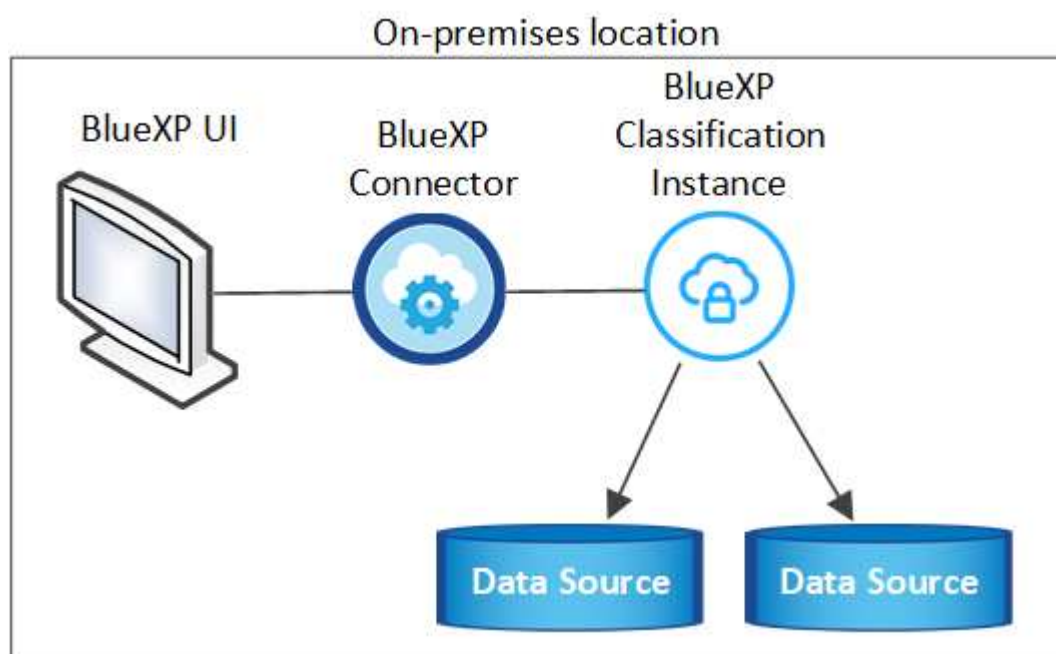 On-premises location
BlueXP UI
BlueXP
Connector
BlueXP
Classification
Instance
Data Source
Data Source